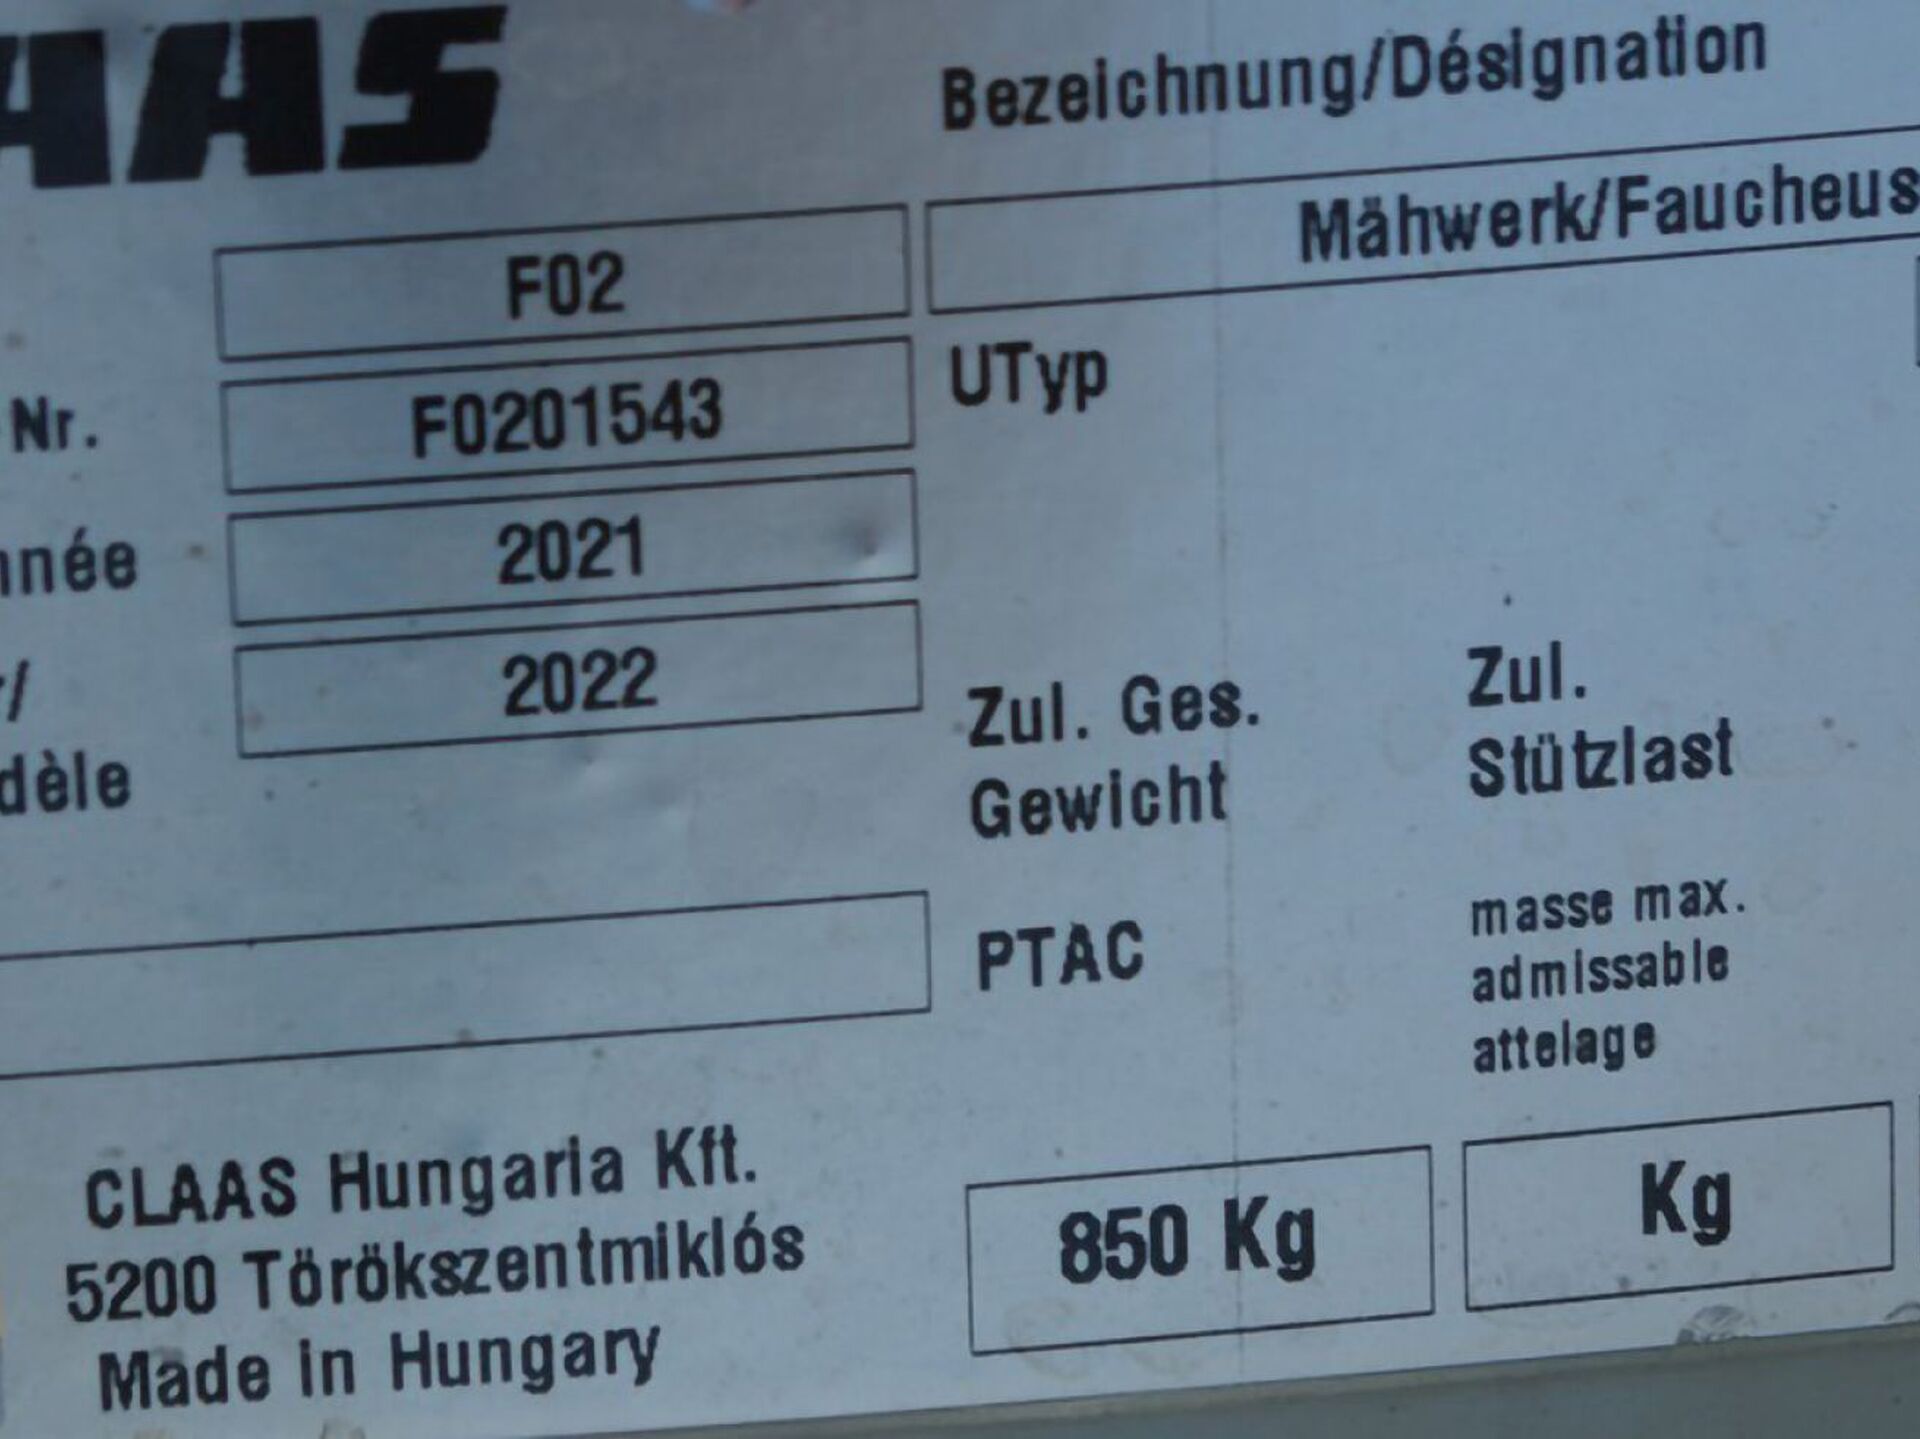 AAS
Bezeichnung/Désignation
F02
Mähwerk/Faucheus
Nr.
F0201543
UTyp
nnée
2021
r/
2022
dèle
Zul. Ges.
Gewicht
Zul.
Stützlast
PTAC
masse max.
admissable
attelage
CLAAS Hungaria Kft.
5200 Törökszentmiklós
Made in Hungary
850 Kg
Kg